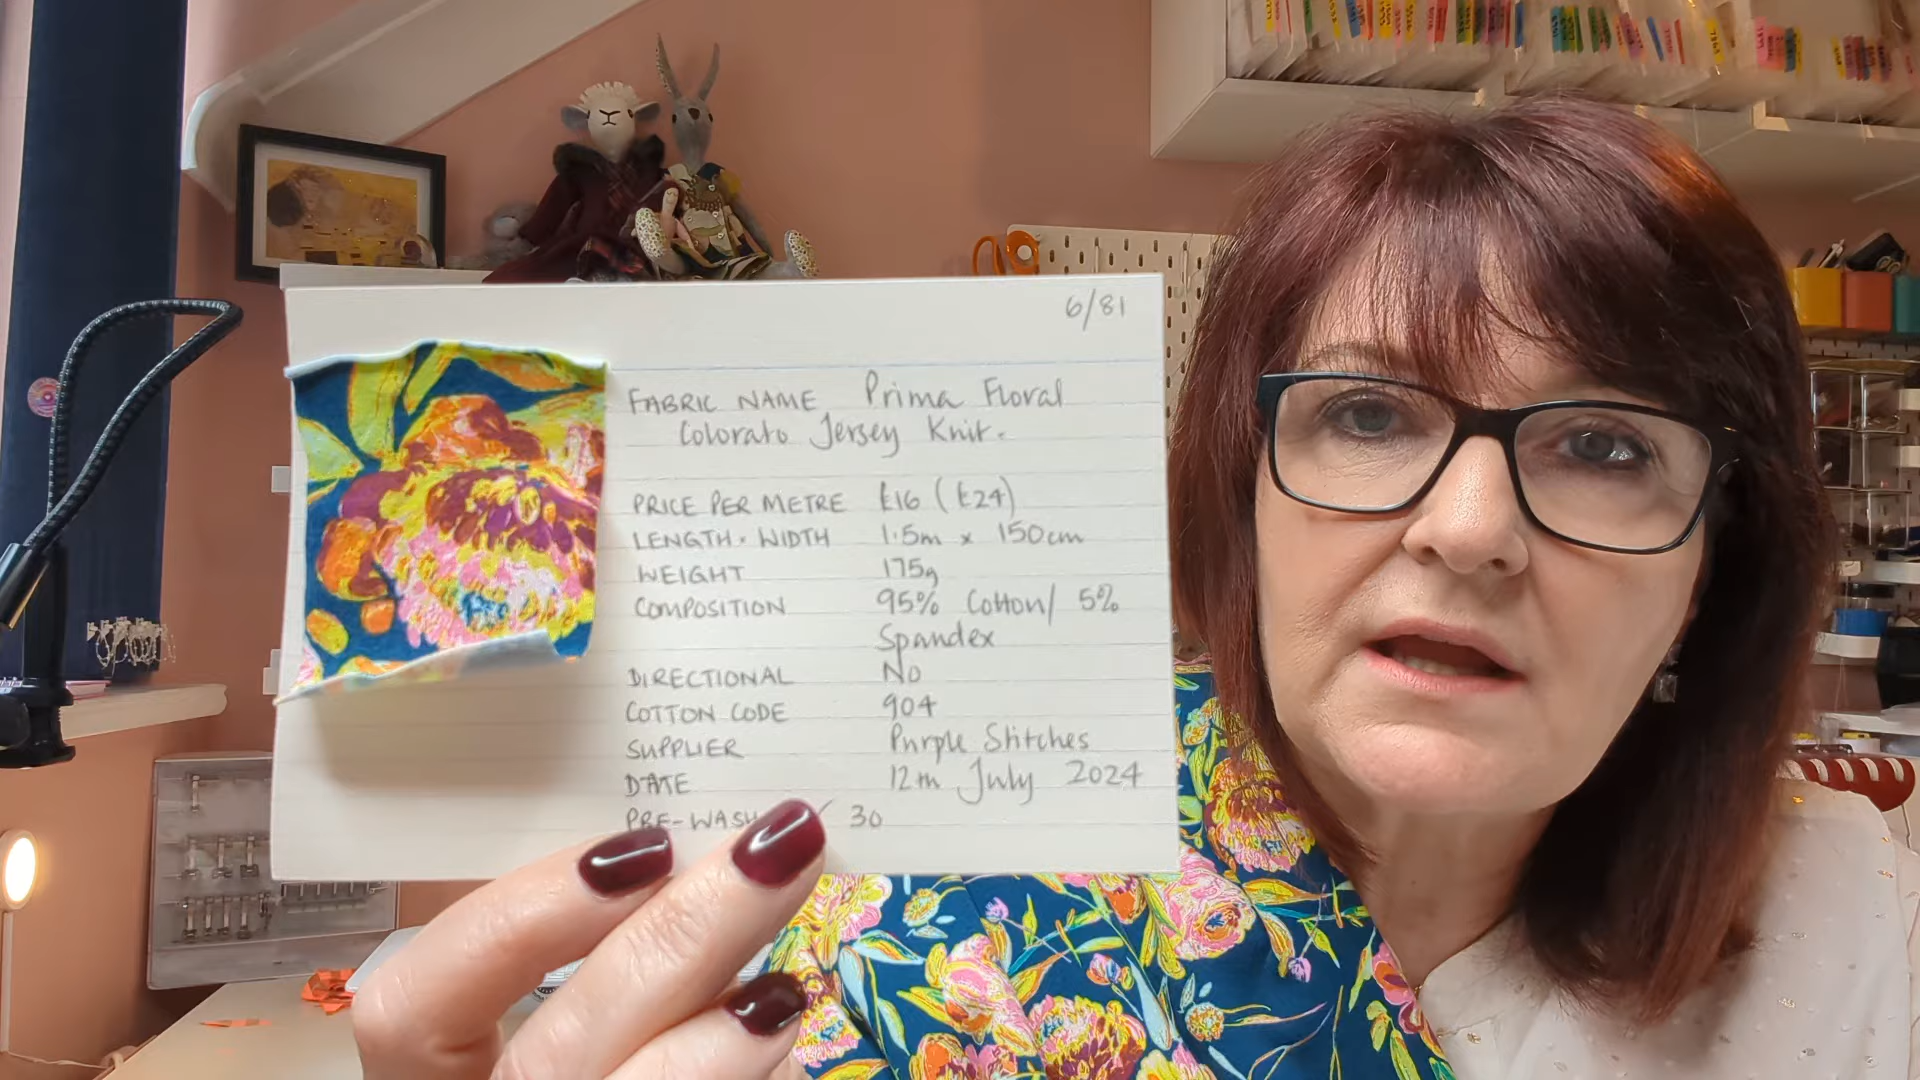 6/81
FABRIC NAME Prima Floral
Colorato Jersey Knit.
PRICE PER METRE £16 (£24)
LENGTH · WIDTH 1.5m x 150cm
WEIGHT 175g
COMPOSITION 95% Cotton/ 5%
Spandex
DIRECTIONAL NO
COTTON CODE 904
SUPPLIER Purple Stitches
DATE 12th July 2024
PRE-WASH ✓ 30